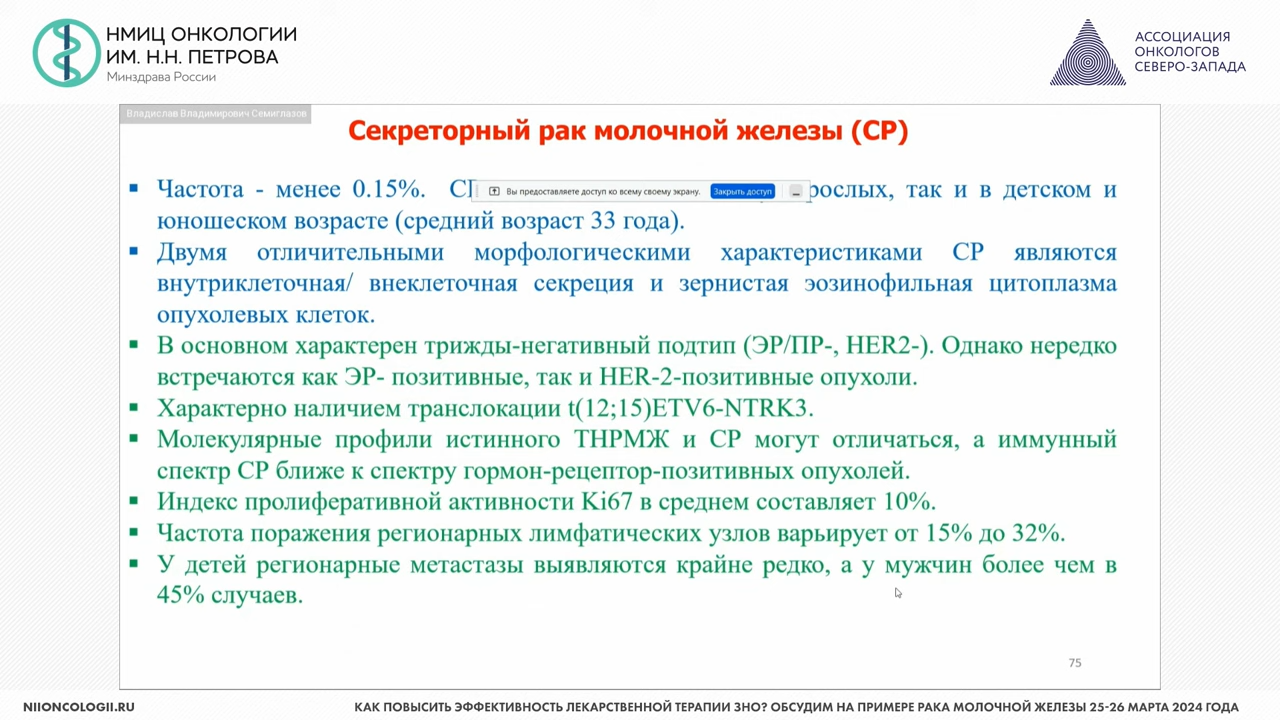 НМИЦ ОНКОЛОГИИ
ИМ. Н.Н. ПЕТРОВА
Минздрава России
АССОЦИАЦИЯ
ОНКОЛОГОВ
СЕВЕРО-ЗАПАДА
Владислав Владимирович Семиглазов
Секреторный рак молочной железы (СР)
Вы предоставляете доступ ко всему своему экрану. Закрыть доступ
▪ Частота - менее 0.15%. так и в детском и
юношеском возрасте (средний возраст 33 года).
▪ Двумя отличительными морфологическими характеристиками СР являются
внутриклеточная/ внеклеточная секреция и зернистая эозинофильная цитоплазма
опухолевых клеток.
▪ В основном характерен трижды-негативный подтип (ЭР/ПР-, HER2-). Однако нередко
встречаются как ЭР- позитивные, так и HER-2-позитивные опухоли.
▪ Характерно наличием транслокации t(12;15)ETV6-NTRK3.
▪ Молекулярные профили истинного ТНРМЖ и СР могут отличаться, а иммунный
спектр СР ближе к спектру гормон-рецептор-позитивных опухолей.
▪ Индекс пролиферативной активности Ki67 в среднем составляет 10%.
▪ Частота поражения регионарных лимфатических узлов варьирует от 15% до 32%.
▪ У детей регионарные метастазы выявляются крайне редко, а у мужчин более чем в
45% случаев.
75
NIIONCOLOGII.RU
КАК ПОВЫСИТЬ ЭФФЕКТИВНОСТЬ ЛЕКАРСТВЕННОЙ ТЕРАПИИ ЗНО? ОБСУДИМ НА ПРИМЕРЕ РАКА МОЛОЧНОЙ ЖЕЛЕЗЫ 25-26 МАРТА 2024 ГОДА